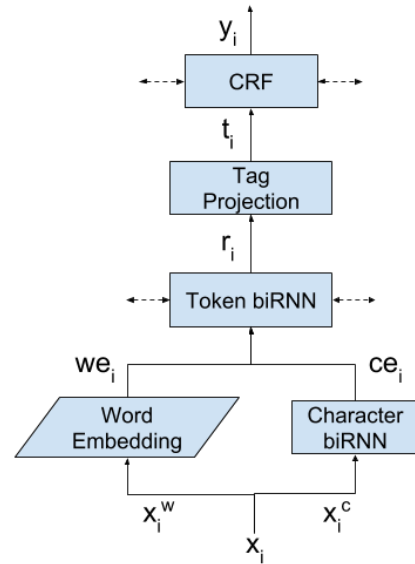 y_i
CRF
t_i
Tag
Projection
r_i
Token biRNN
we_i ce_i
Word
Embedding
Character
biRNN
x_i^w x_i^c
x_i